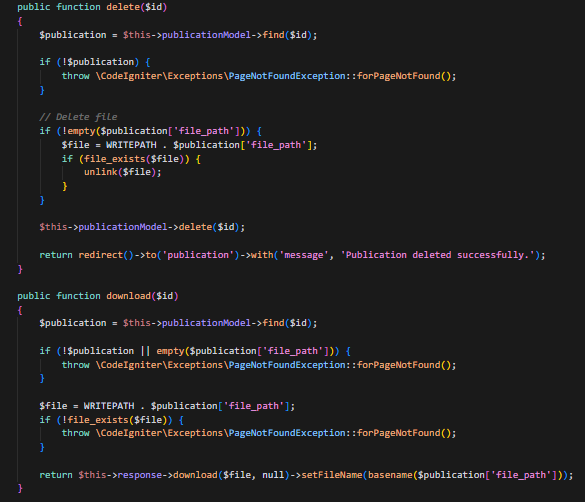 public function delete($id)
{
    $publication = $this->publicationModel->find($id);

    if (!$publication) {
        throw \CodeIgniter\Exceptions\PageNotFoundException::forPageNotFound();
    }

    // Delete file
    if (!empty($publication['file_path'])) {
        $file = WRITEPATH . $publication['file_path'];
        if (file_exists($file)) {
            unlink($file);
        }
    }

    $this->publicationModel->delete($id);

    return redirect()->to('publication')->with('message', 'Publication deleted successfully.');
}

public function download($id)
{
    $publication = $this->publicationModel->find($id);

    if (!$publication || empty($publication['file_path'])) {
        throw \CodeIgniter\Exceptions\PageNotFoundException::forPageNotFound();
    }

    $file = WRITEPATH . $publication['file_path'];
    if (!file_exists($file)) {
        throw \CodeIgniter\Exceptions\PageNotFoundException::forPageNotFound();
    }

    return $this->response->download($file, null)->setFileName(basename($publication['file_path']));
}